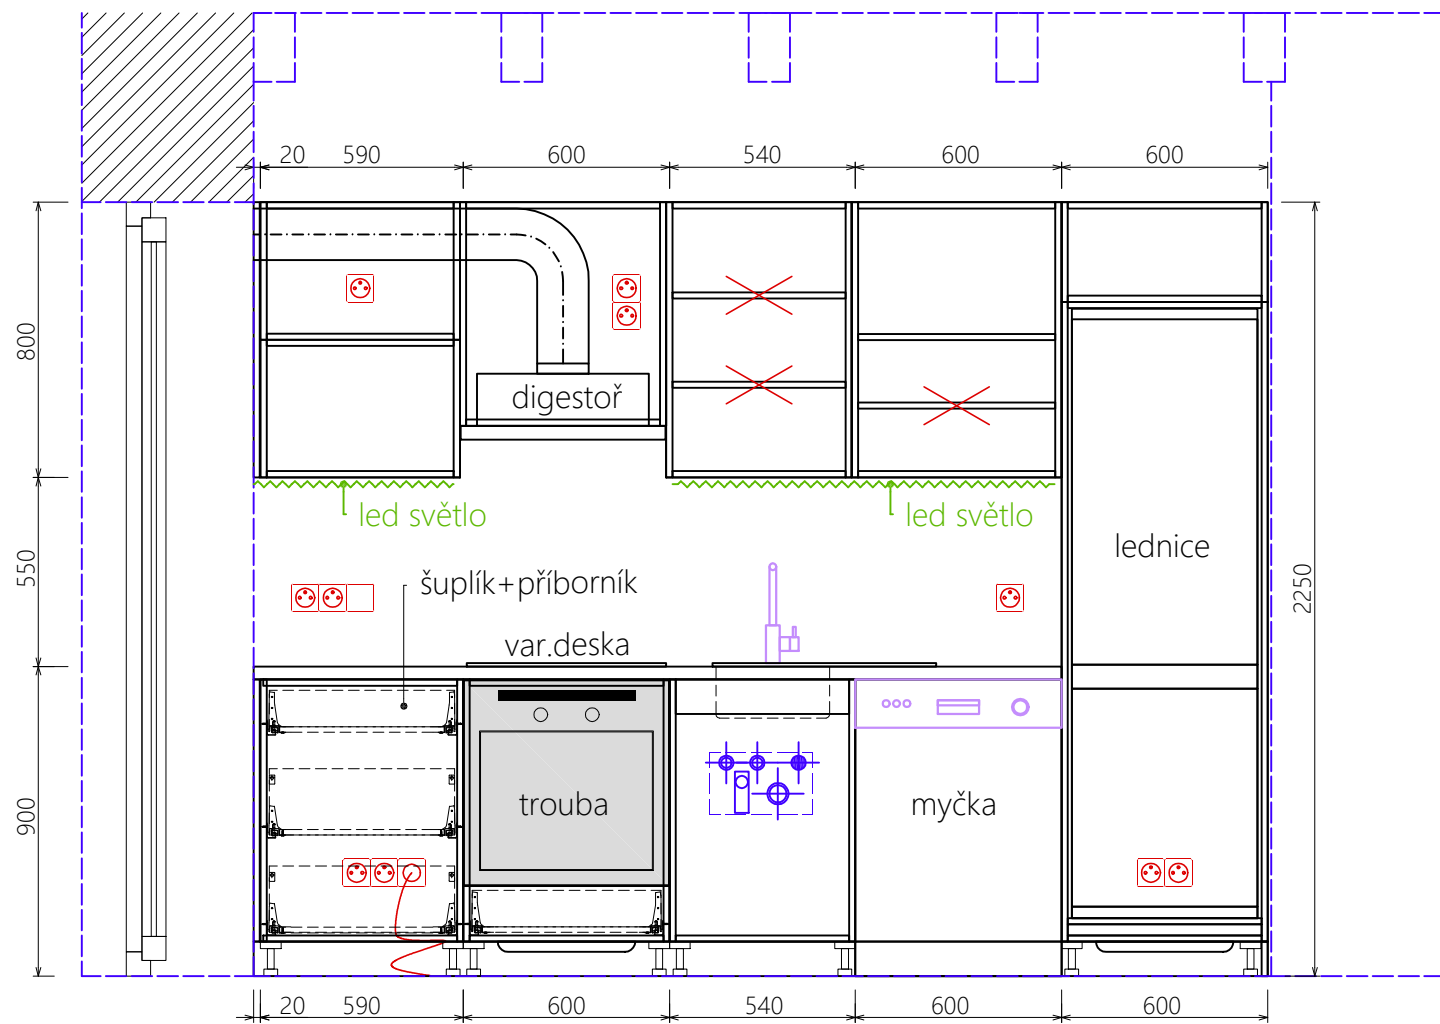 20 590 600 540 600 600
800
digestoř
led světlo led světlo
lednice
550
šuplík+příborník
2250
var.deska
900
trouba
myčka
20 590 600 540 600 600